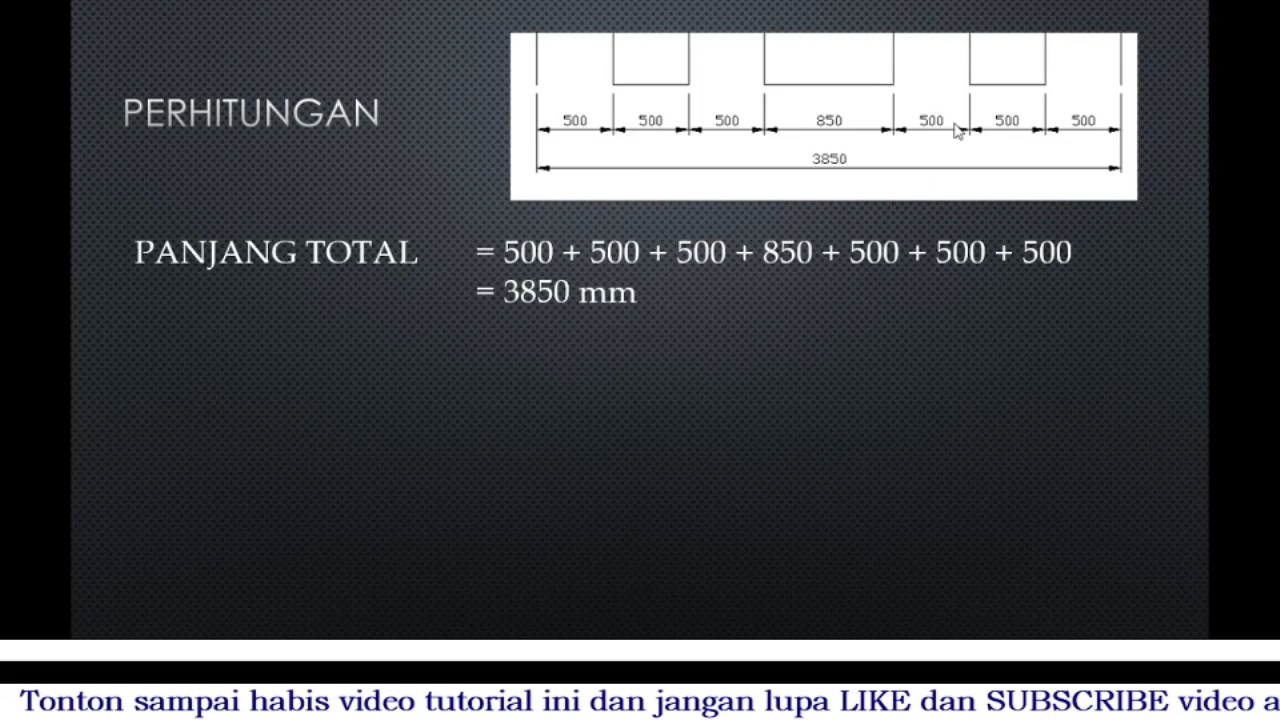 500 500 500 850 500 500 500
3850
PERHITUNGAN
PANJANG TOTAL = 500 + 500 + 500 + 850 + 500 + 500 + 500
= 3850 mm
Tonton sampai habis video tutorial ini dan jangan lupa LIKE dan SUBSCRIBE video a